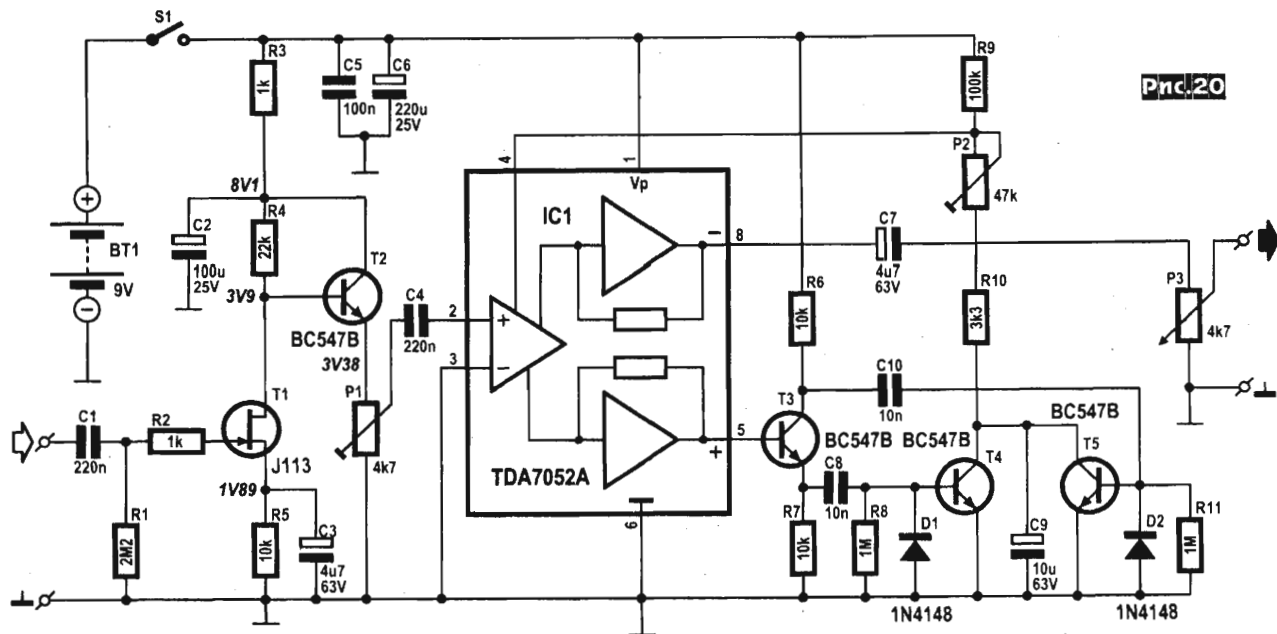 S1
R3
1k
C5
100n
C6
220u
25V
R9
100k
Рис.20
4
1
Vp
P2
47k
8V1
C2
100u
25V
R4
22k
IC1
8
C7
4u7
63V
BT1
9V
3V9
T2
BC547B
3V38
C4
220n
2
3
R6
10k
R10
3k3
P3
4k7
C1
220n
R2
1k
T1
J113
P1
4k7
TDA7052A
5
6
C10
10n
T3
BC547B
BC547B
T4
BC547B
T5
1V89
R1
2M2
R5
10k
C3
4u7
63V
R7
10k
C8
10n
R8
1M
D1
1N4148
C9
10u
63V
D2
1N4148
R11
1M